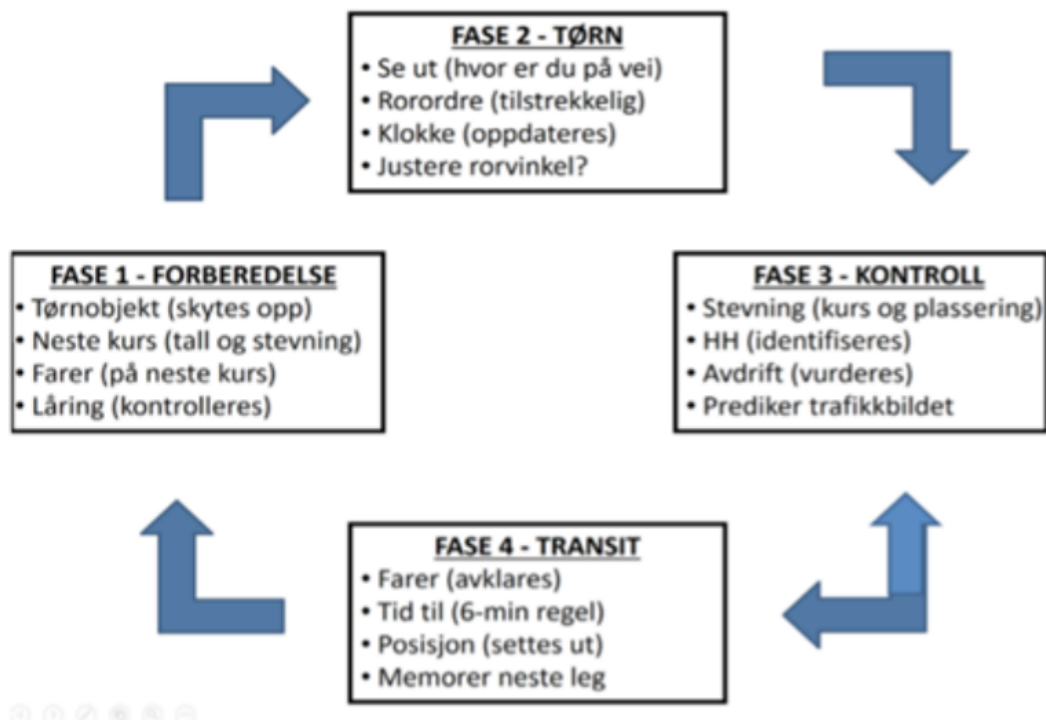 FASE 2 - TØRN
• Se ut (hvor er du på vei)
• Rorordre (tilstrekkelig)
• Klokke (oppdateres)
• Justere rorvinkel?
FASE 1 - FORBEREDELSE
• Tørnobjekt (skytes opp)
• Neste kurs (tall og stevning)
• Farer (på neste kurs)
• Låring (kontrolleres)
FASE 3 - KONTROLL
• Stevning (kurs og plassering)
• HH (identifiseres)
• Avdrift (vurderes)
• Prediker trafikkbildet
FASE 4 - TRANSIT
• Farer (avklares)
• Tid til (6-min regel)
• Posisjon (settes ut)
• Memorer neste leg